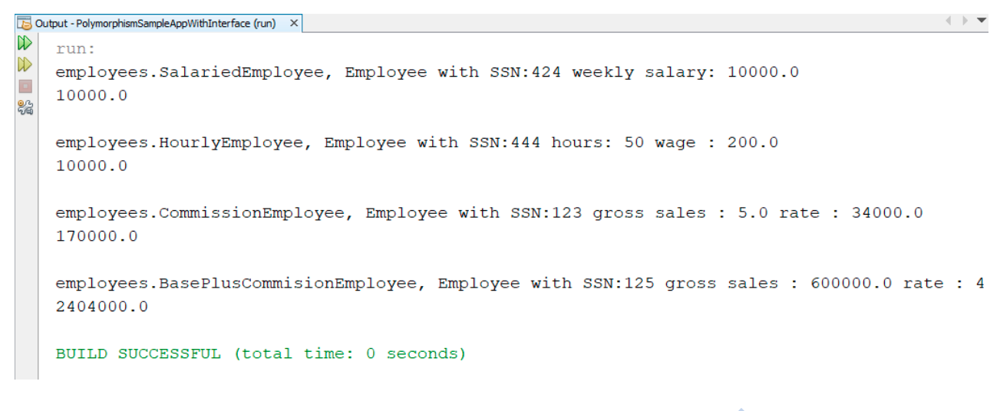 Output - PolymorphismSampleAppWithInterface (run)
run:
employees.SalariedEmployee, Employee with SSN:424 weekly salary: 10000.0
10000.0
employees.HourlyEmployee, Employee with SSN:444 hours: 50 wage : 200.0
10000.0
employees.CommissionEmployee, Employee with SSN:123 gross sales : 5.0 rate : 34000.0
170000.0
employees.BasePlusCommisionEmployee, Employee with SSN:125 gross sales : 600000.0 rate : 4
2404000.0
BUILD SUCCESSFUL (total time: 0 seconds)